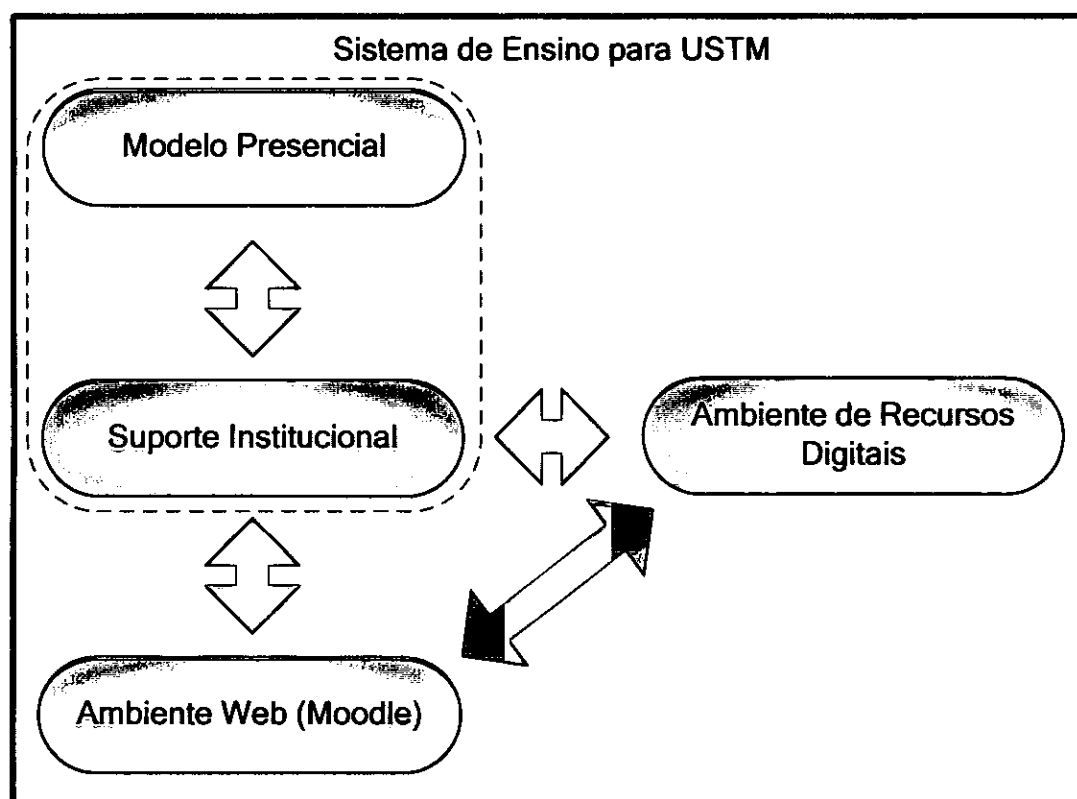 Sistema de Ensino para USTM
Modelo Presencial
Suporte Institucional
Ambiente de Recursos
Digitais
Ambiente Web (Moodle)